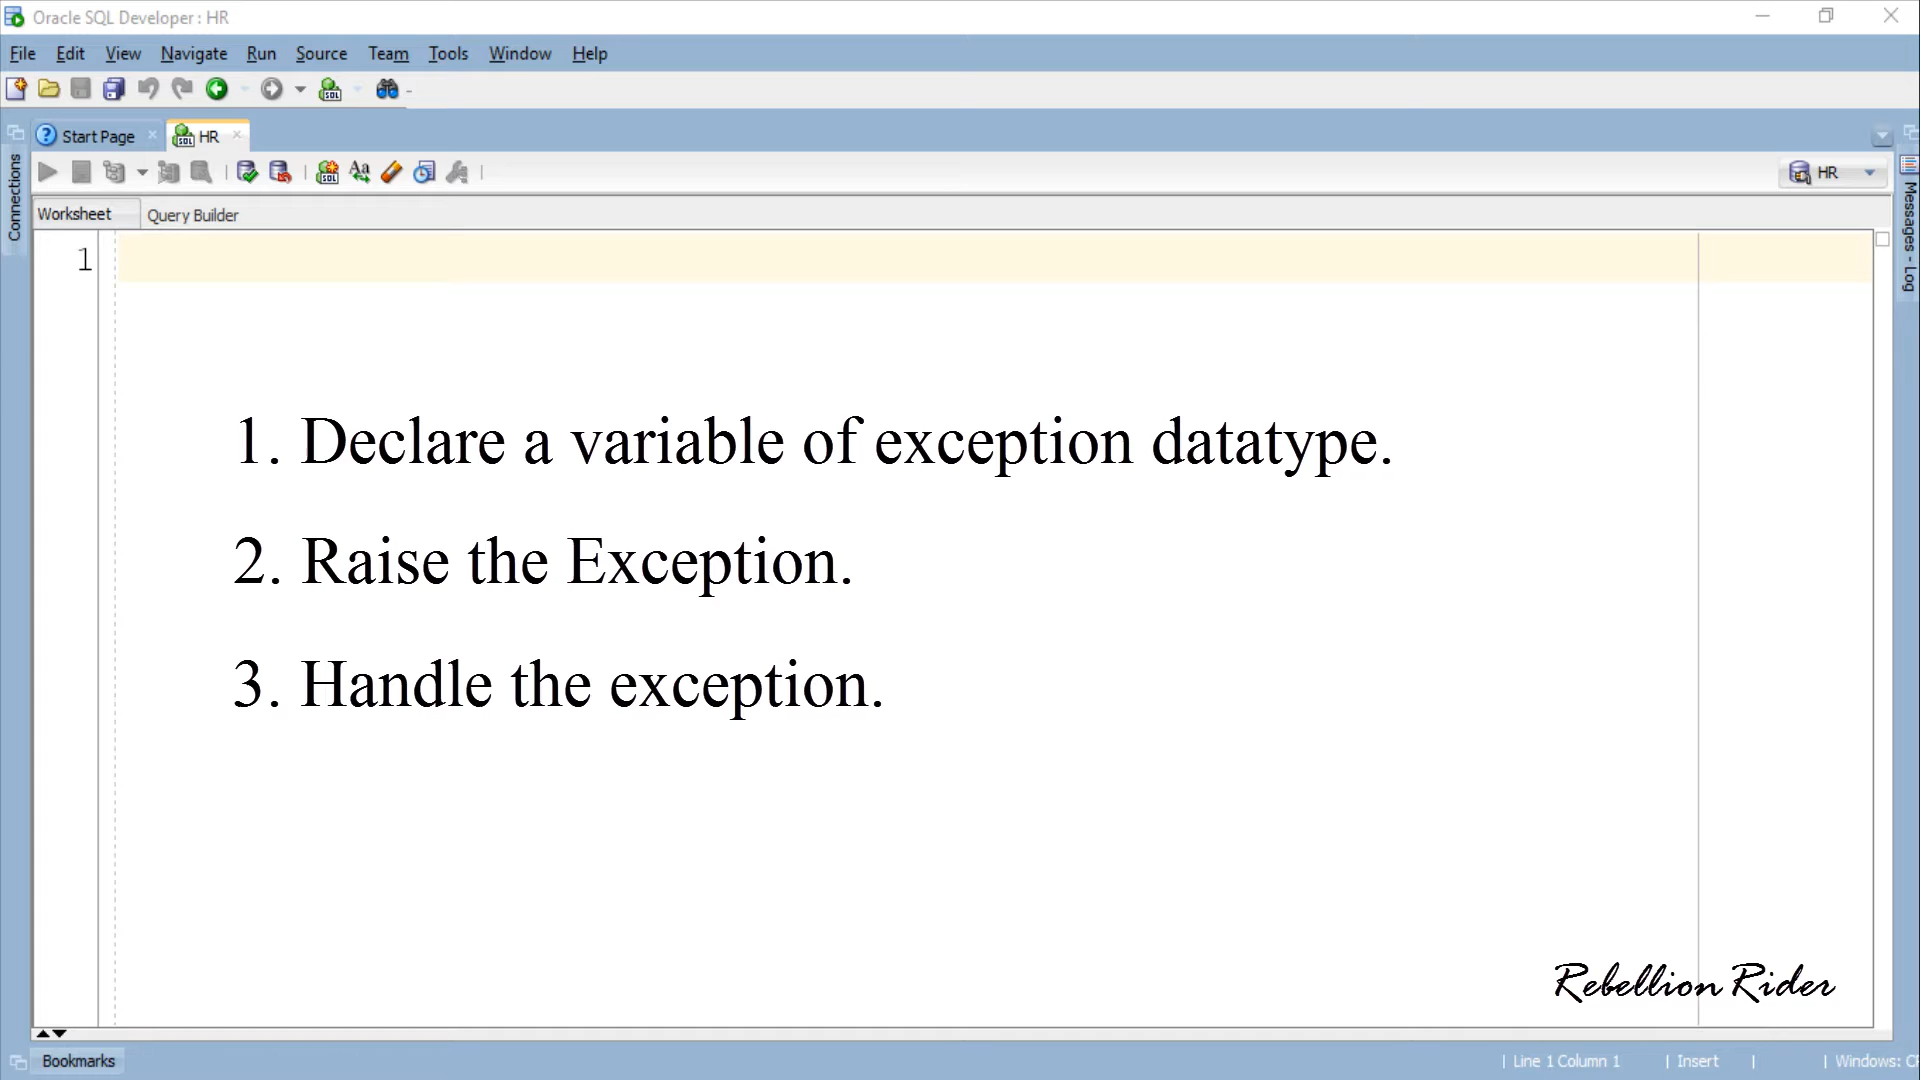 Oracle SQL Developer : HR
File Edit View Navigate Run Source Team Tools Window Help
Start Page HR
HR
Worksheet Query Builder
Connections
Messages - Log
1
1. Declare a variable of exception datatype.
2. Raise the Exception.
3. Handle the exception.
Rebellion Rider
Bookmarks
Line 1 Column 1 Insert Windows: